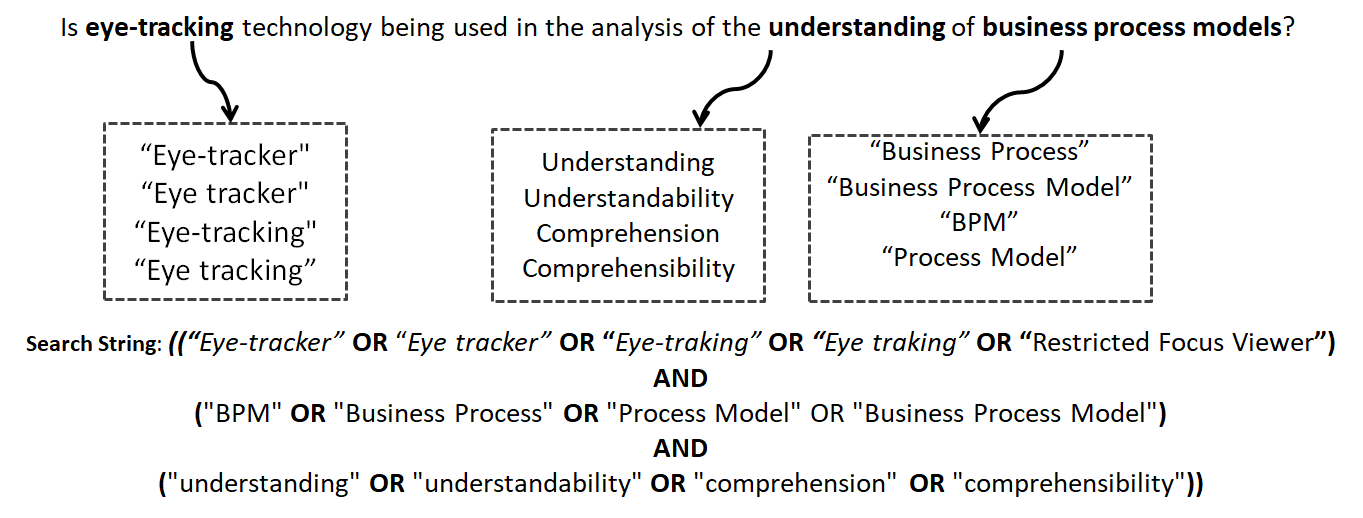 Is eye-tracking technology being used in the analysis of the understanding of business process models?
“Eye-tracker"
“Eye tracker"
“Eye-tracking"
“Eye tracking”
Understanding
Understandability
Comprehension
Comprehensibility
“Business Process”
“Business Process Model”
“BPM”
“Process Model”
Search String: ((“Eye-tracker” OR “Eye tracker” OR “Eye-traking” OR “Eye traking” OR “Restricted Focus Viewer”)
AND
("BPM" OR "Business Process" OR "Process Model" OR "Business Process Model")
AND
("understanding" OR "understandability" OR "comprehension" OR "comprehensibility"))